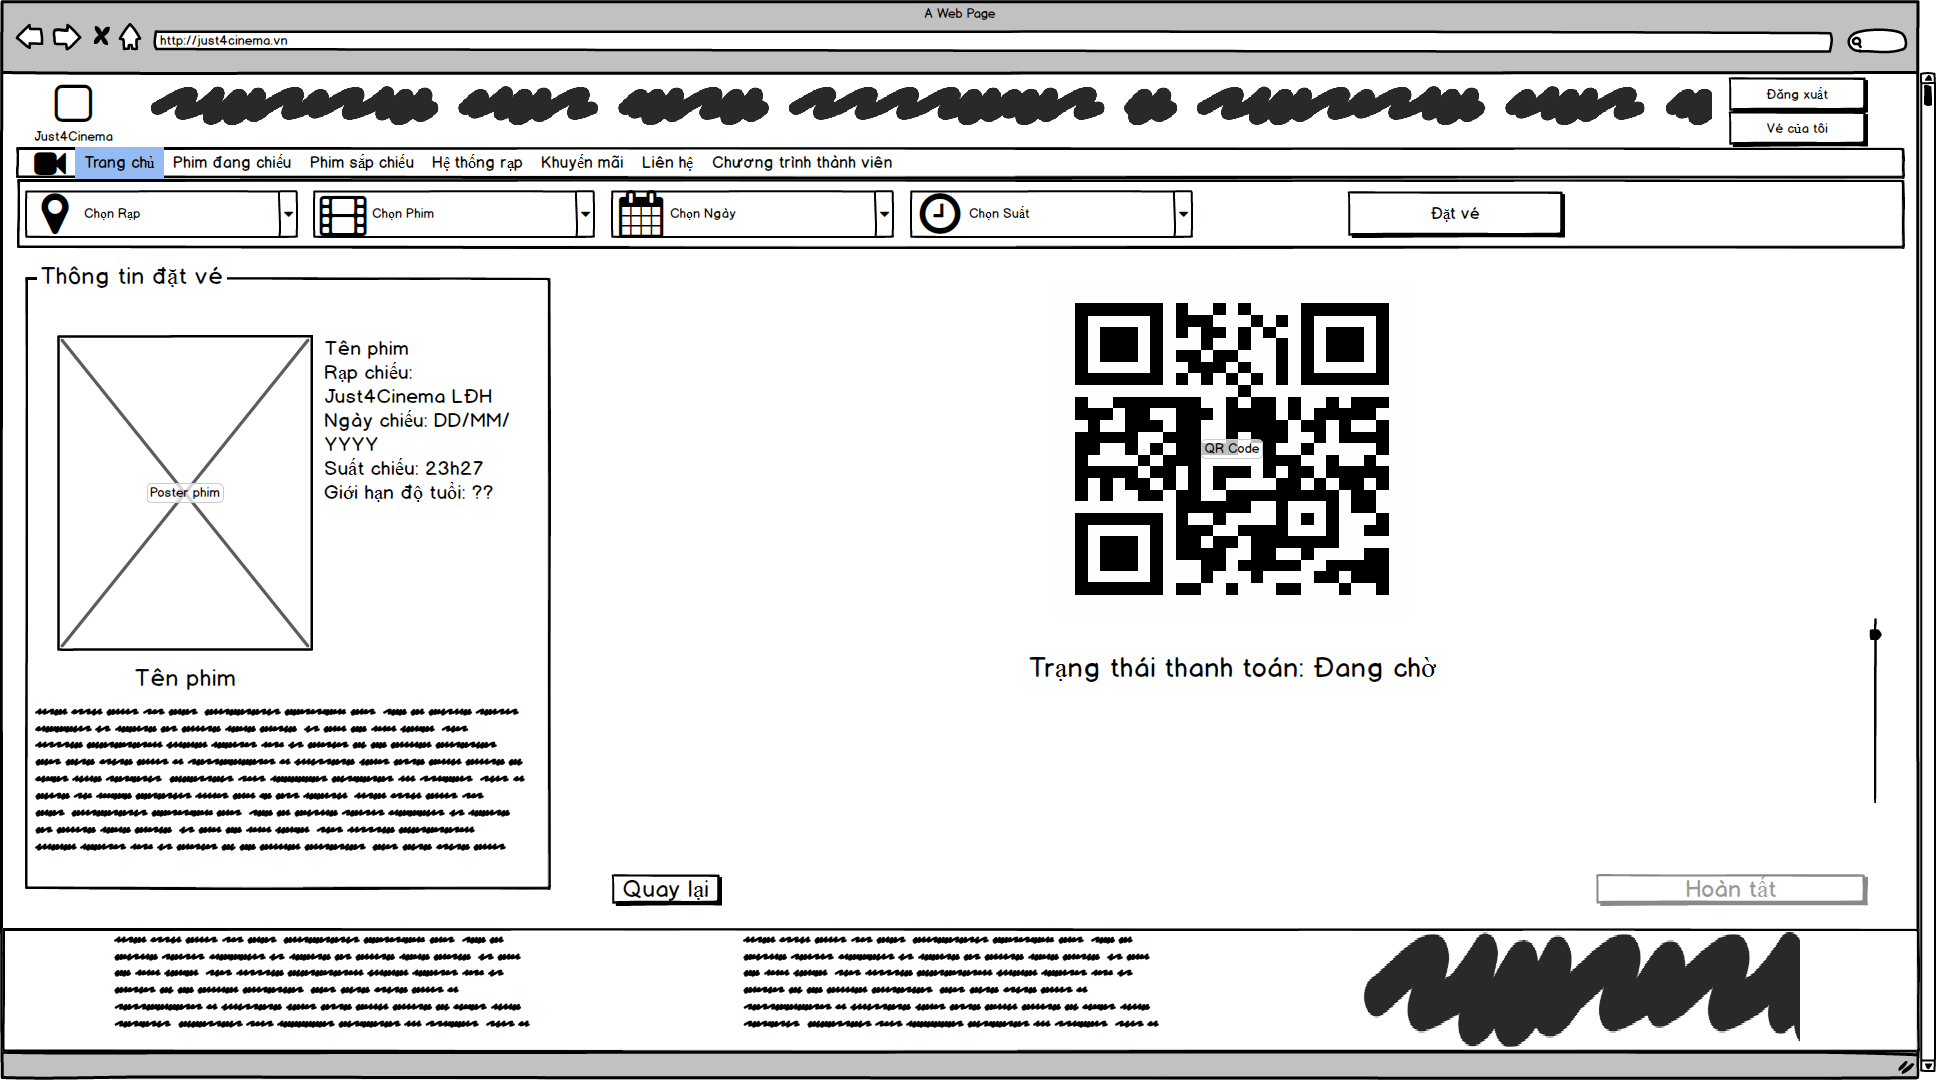 A Web Page
http://just4cinema.vn
Just4Cinema
Đăng xuất
Vé của tôi
Trang chủ Phim đang chiếu Phim sắp chiếu Hệ thống rạp Khuyến mãi Liên hệ Chương trình thành viên
Chọn Rạp Chọn Phim Chọn Ngày Chọn Suất Đặt vé
Thông tin đặt vé
Poster phim
Tên phim
Rạp chiếu:
Just4Cinema LĐH
Ngày chiếu: DD/MM/
YYYY
Suất chiếu: 23h27
Giới hạn độ tuổi: ??
Tên phim
QR Code
Trạng thái thanh toán: Đang chờ
Quay lại
Hoàn tất